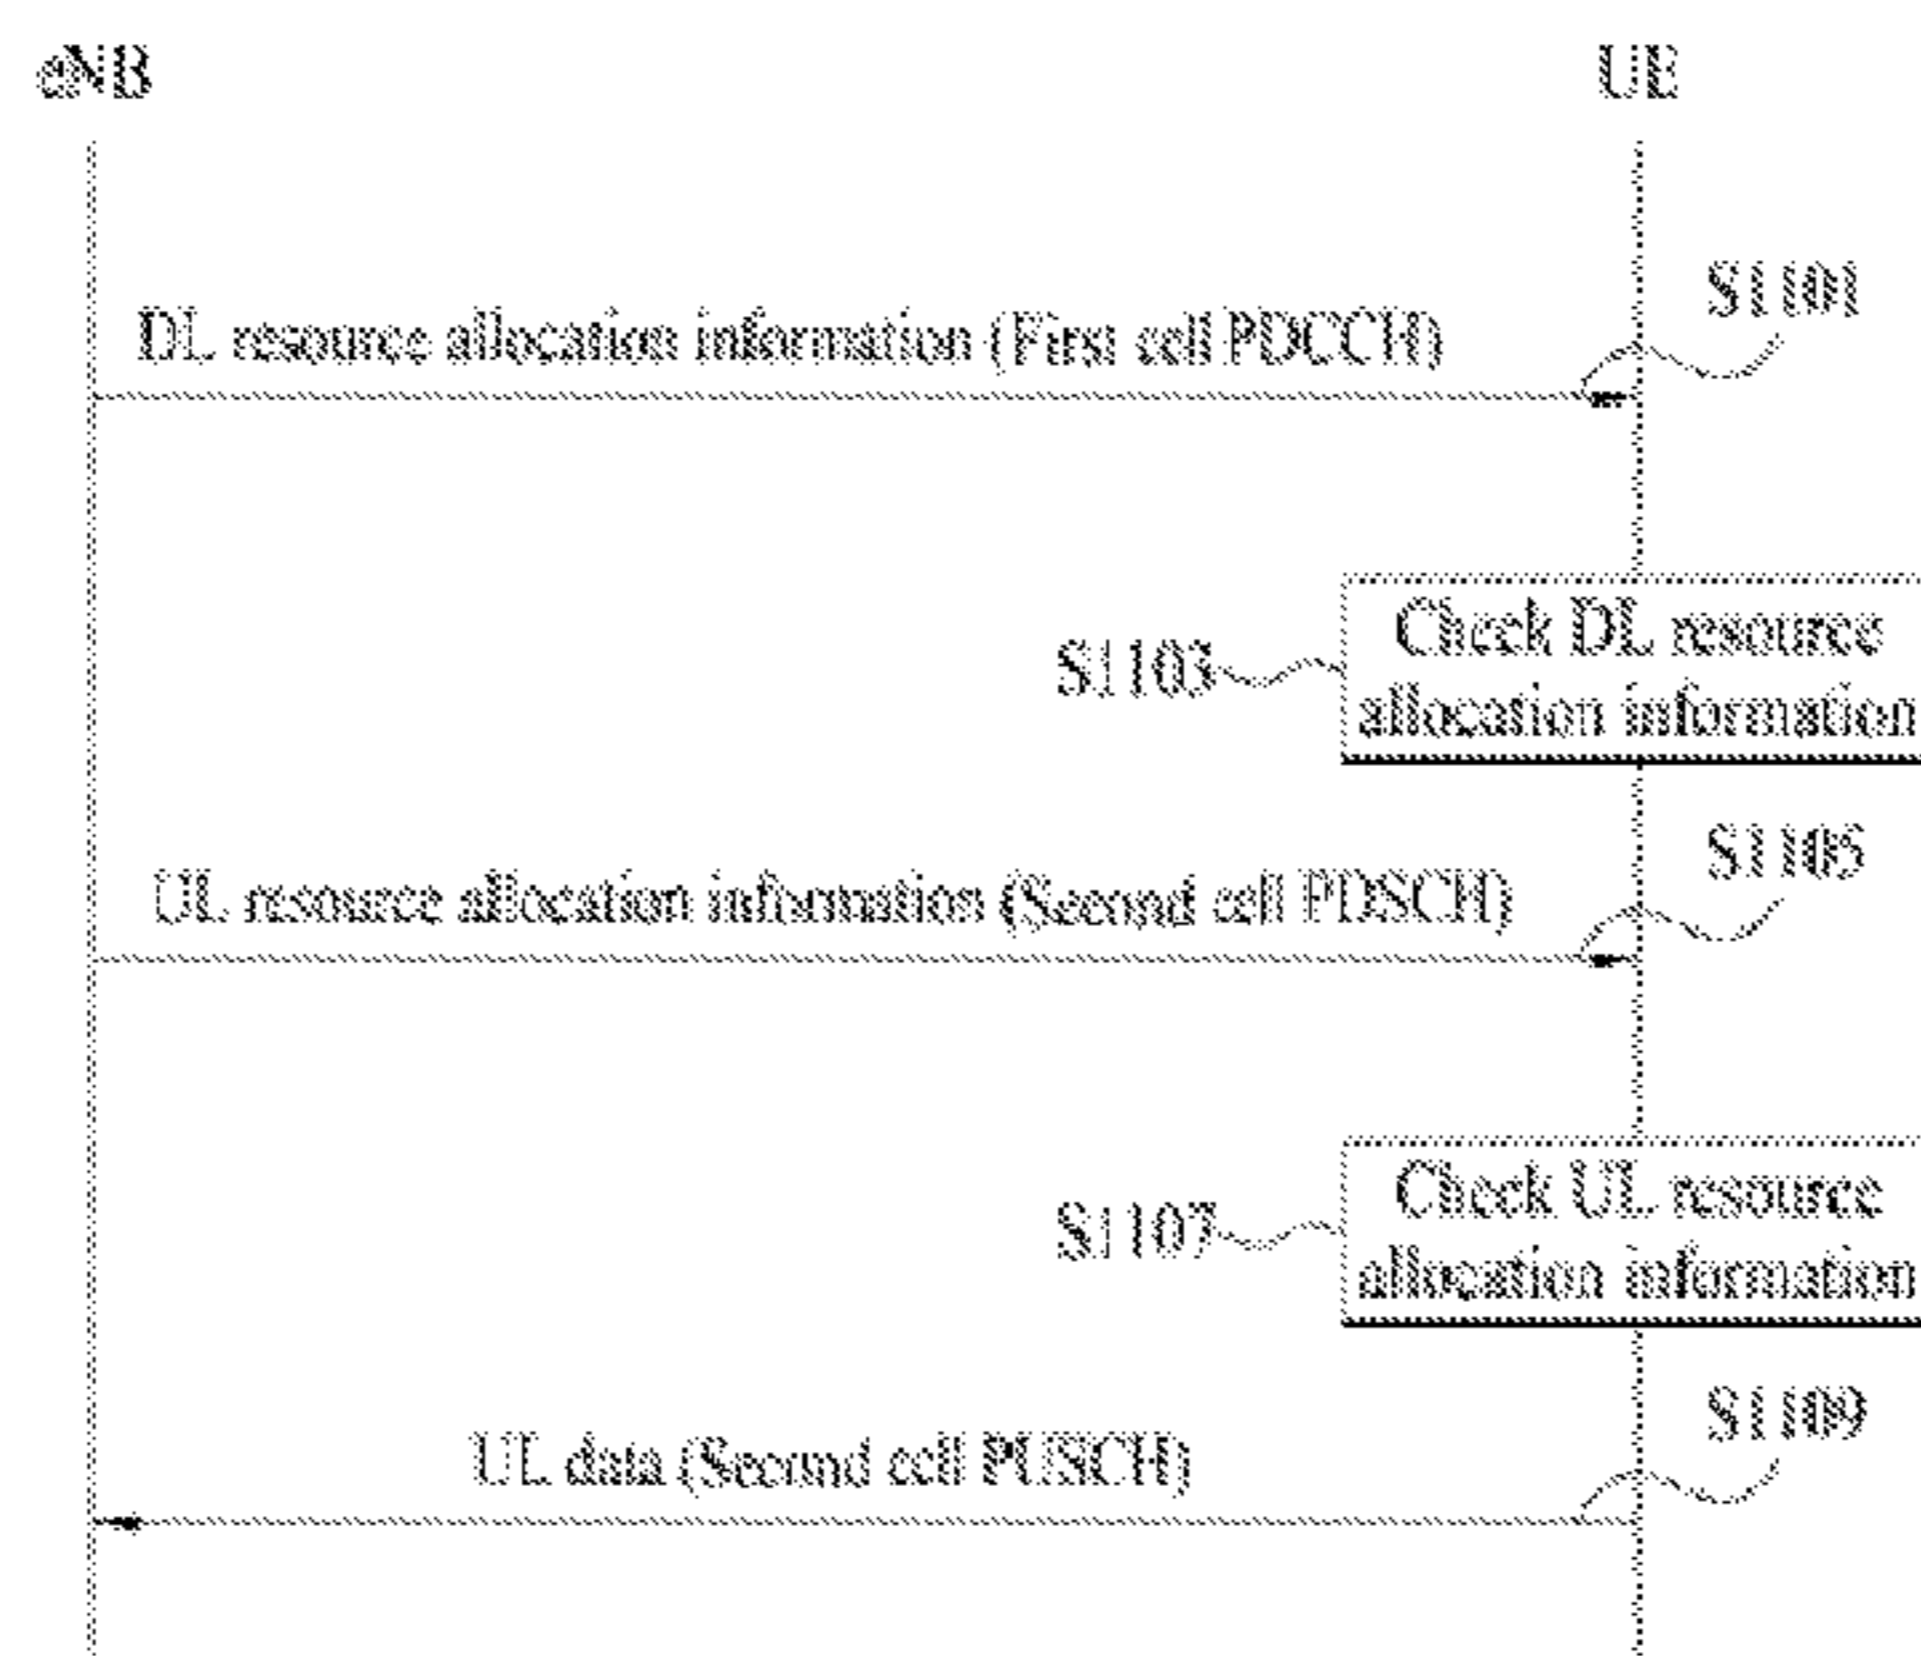 eNB
UE
S1101
DL resource allocation information (First cell PDCCH)
Check DL resource
allocation information
S1103
S1105
UL resource allocation information (Second cell PDSCH)
Check UL resource
allocation information
S1107
S1109
UL data (Second cell PUSCH)